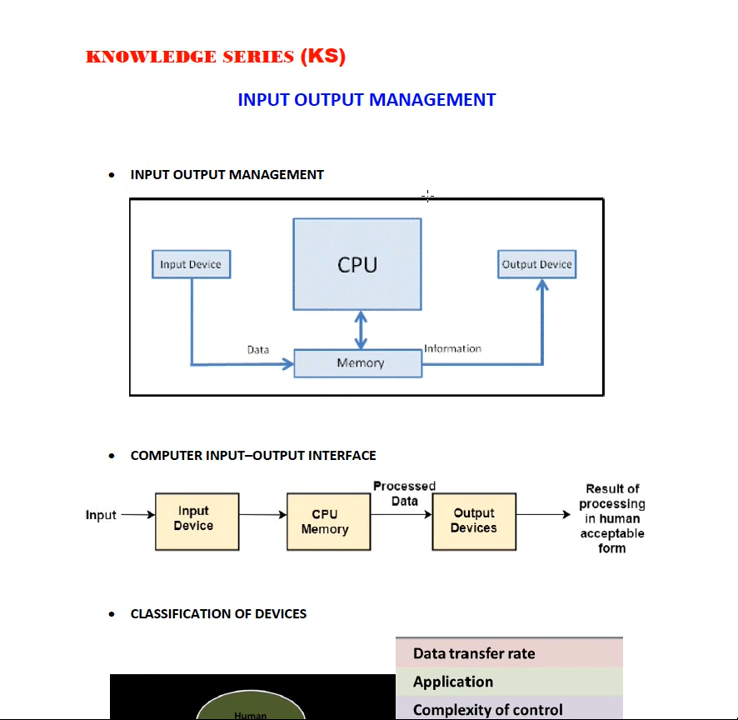 KNOWLEDGE SERIES (KS)
INPUT OUTPUT MANAGEMENT
• INPUT OUTPUT MANAGEMENT
Input Device
CPU
Output Device
Data
Information
Memory
• COMPUTER INPUT–OUTPUT INTERFACE
Input
Input
Device
CPU
Memory
Processed
Data
Output
Devices
Result of
processing
in human
acceptable
form
• CLASSIFICATION OF DEVICES
Data transfer rate
Application
Complexity of control
Human